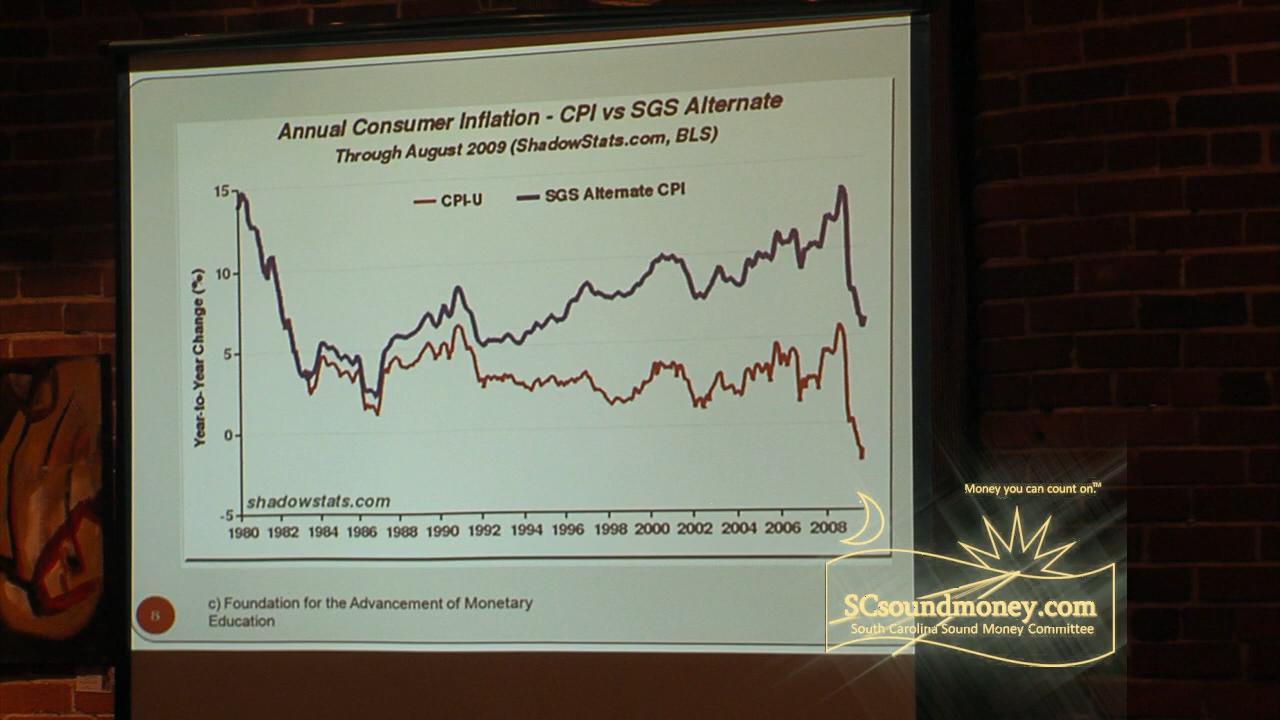 Annual Consumer Inflation - CPI vs SGS Alternate
Through August 2009 (ShadowStats.com, BLS)
CPI-U
SGS Alternate CPI
Year-to-Year Change (%)
15
10
5
0
-5
shadowstats.com
1980 1982 1984 1986 1988 1990 1992 1994 1996 1998 2000 2002 2004 2006 2008
8
c) Foundation for the Advancement of Monetary
Education
Money you can count on.™
SCsoundmoney.com
South Carolina Sound Money Committee